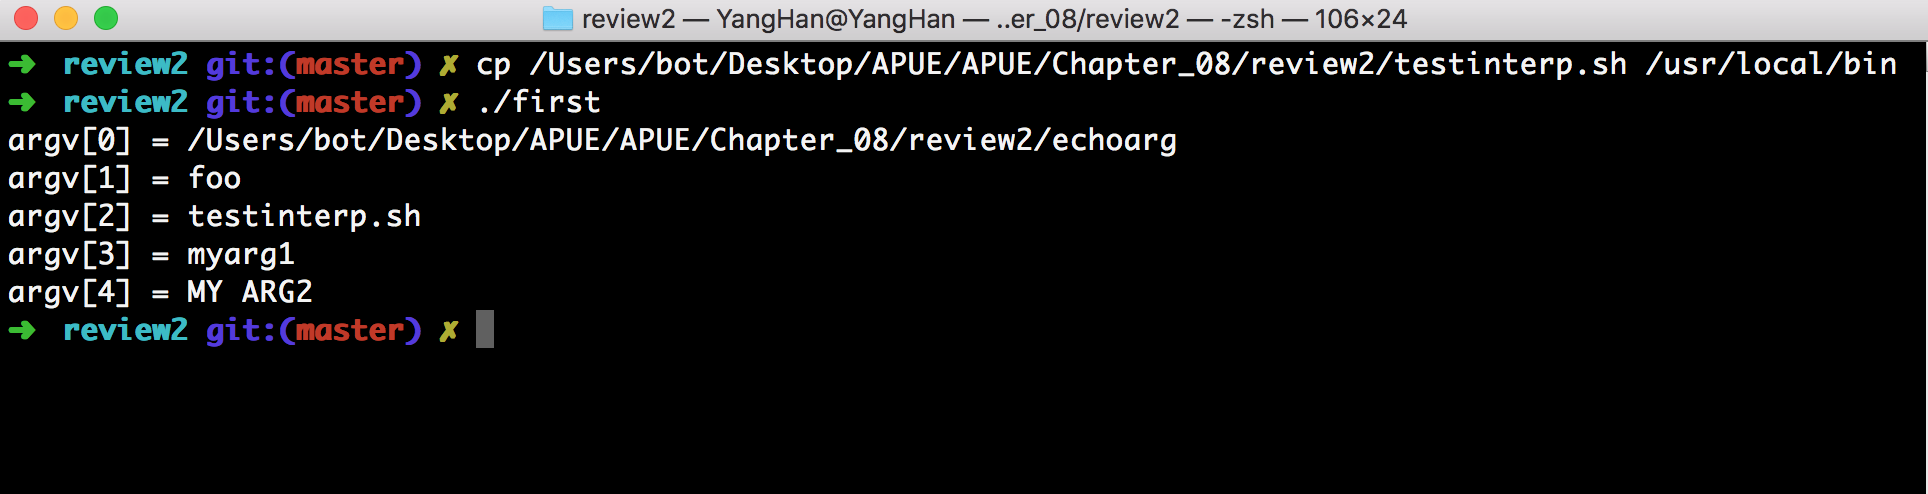 review2 — YangHan@YangHan — ..er_08/review2 — -zsh — 106×24
➜  review2 git:(master) ✗ cp /Users/bot/Desktop/APUE/APUE/Chapter_08/review2/testinterp.sh /usr/local/bin
➜  review2 git:(master) ✗ ./first
argv[0] = /Users/bot/Desktop/APUE/APUE/Chapter_08/review2/echoarg
argv[1] = foo
argv[2] = testinterp.sh
argv[3] = myarg1
argv[4] = MY ARG2
➜  review2 git:(master) ✗